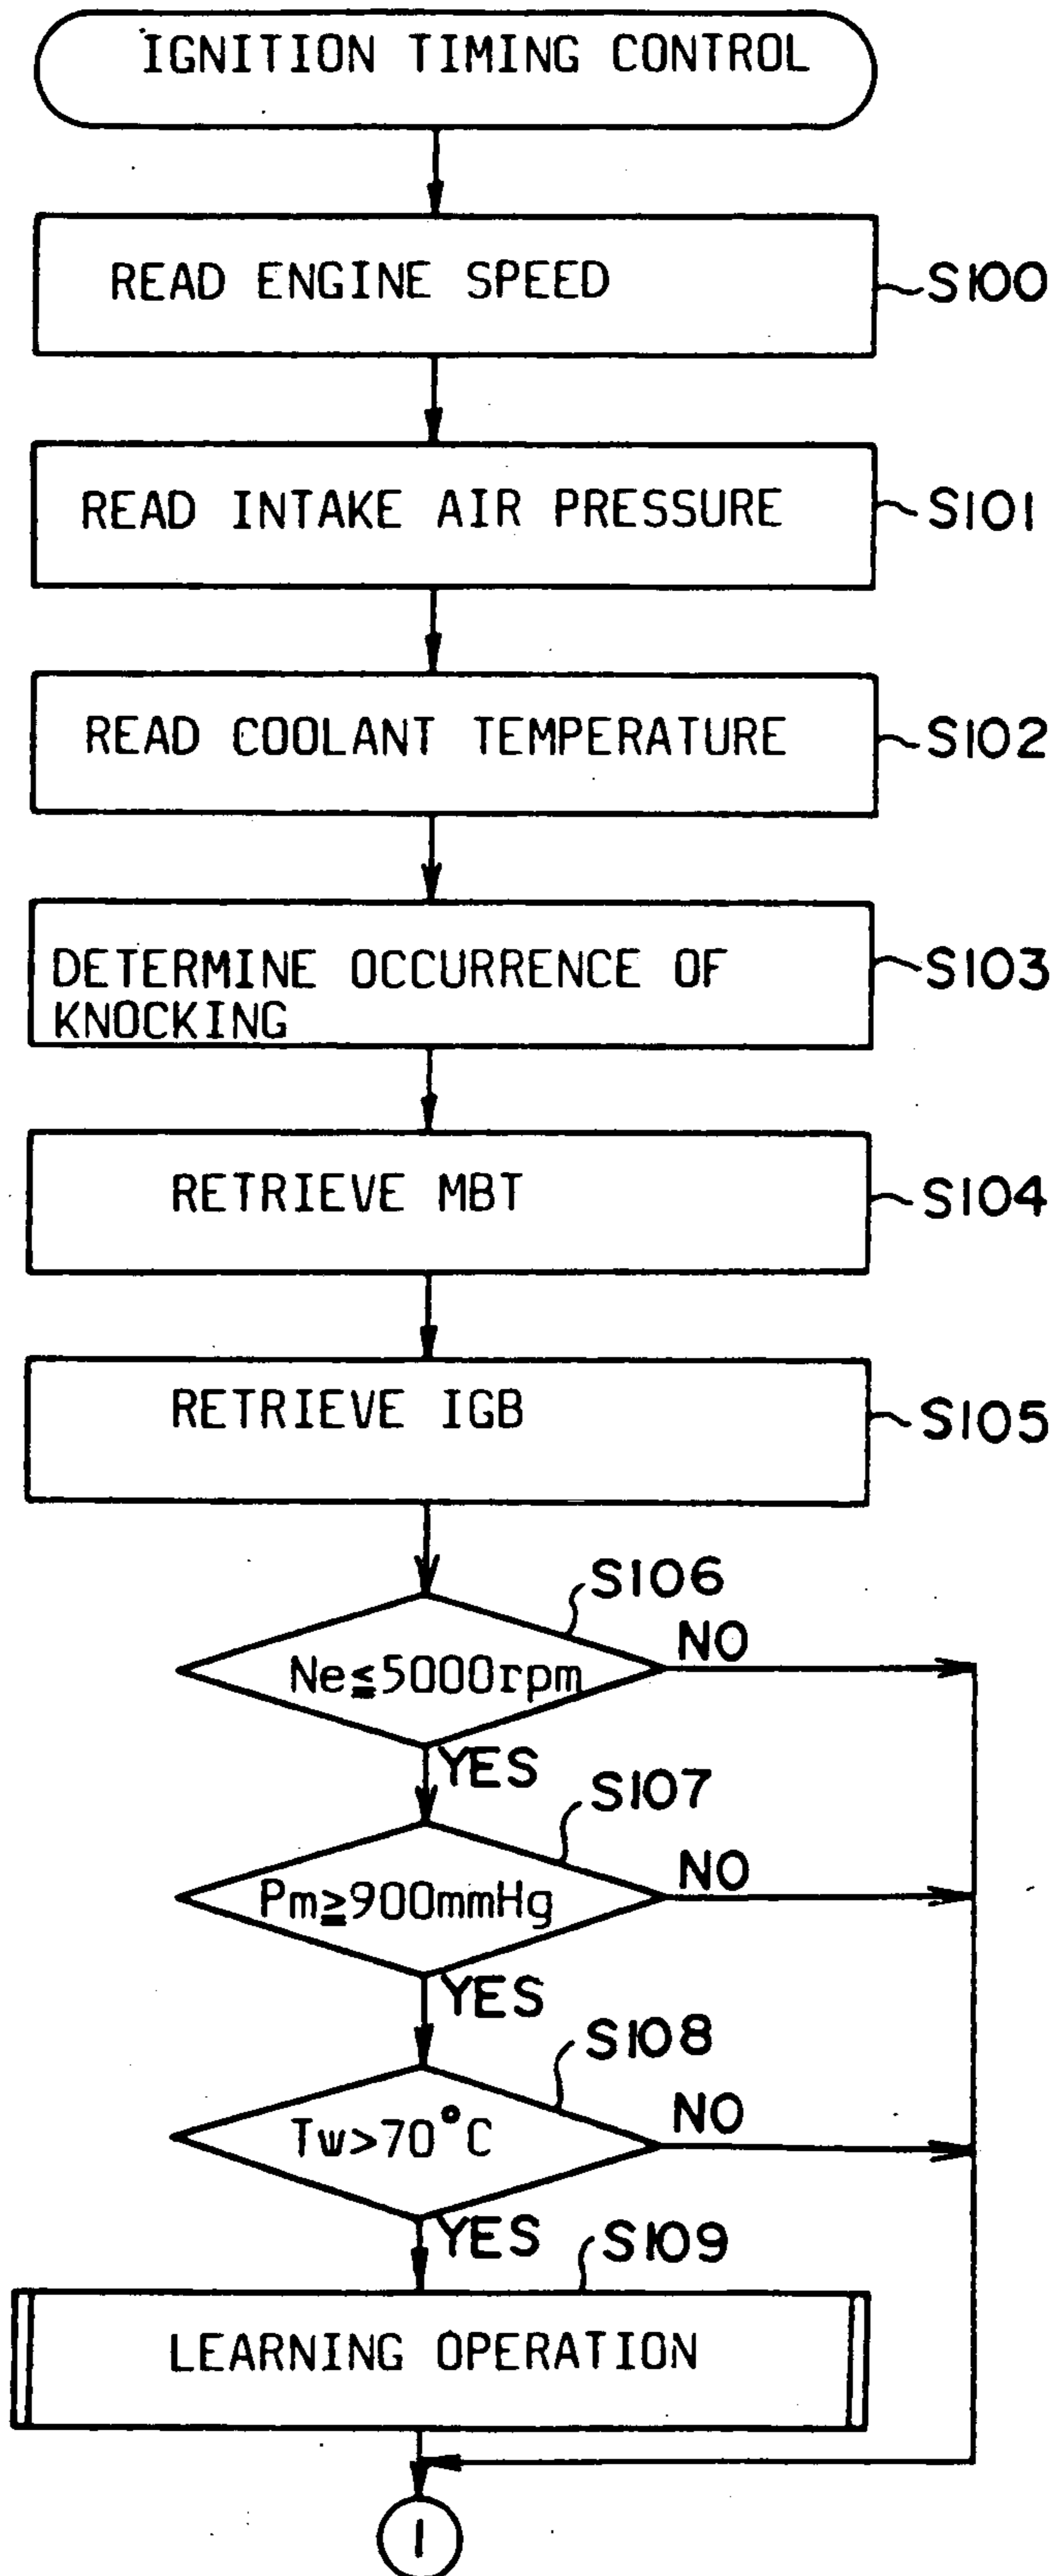 IGNITION TIMING CONTROL
READ ENGINE SPEED
S100
READ INTAKE AIR PRESSURE
S101
READ COOLANT TEMPERATURE
S102
DETERMINE OCCURRENCE OF
KNOCKING
S103
RETRIEVE MBT
S104
RETRIEVE IGB
S105
S106
Ne≦5000rpm
NO
YES
S107
Pm≧900mmHg
NO
YES
S108
Tw>70°C
NO
YES
S109
LEARNING OPERATION
1